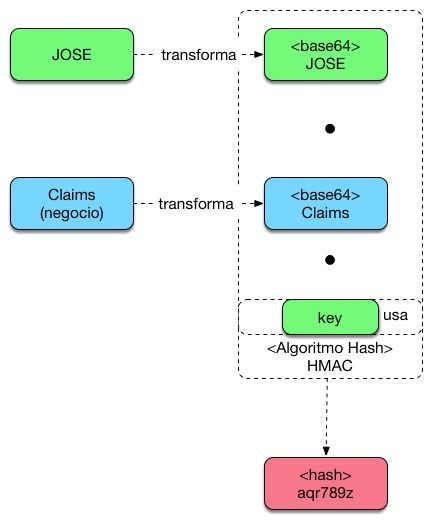 JOSE
transforma
<base64>
JOSE
Claims
(negocio)
transforma
<base64>
Claims
key
usa
<Algoritmo Hash>
HMAC
<hash>
aqr789z